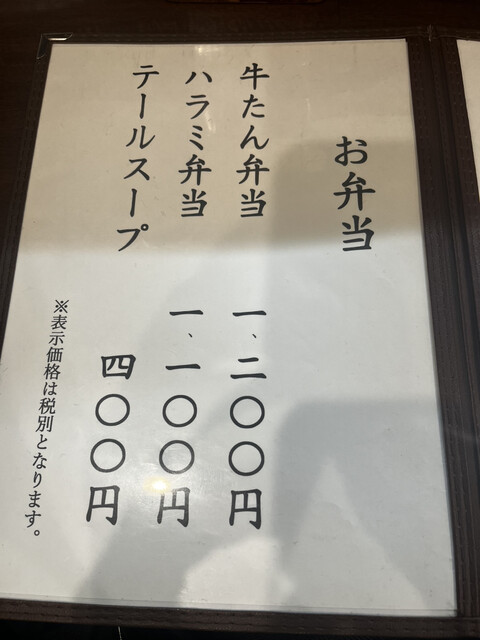 お弁当
牛たん弁当 一、二〇〇円
ハラミ弁当 一、一〇〇円
テールスープ 四〇〇円
※表示価格は税別となります。